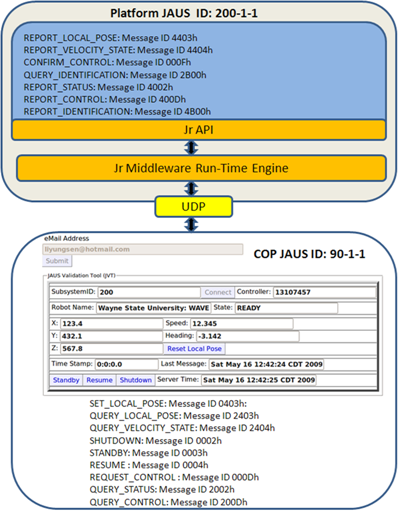 Platform JAUS ID: 200-1-1
REPORT_LOCAL_POSE: Message ID 4403h
REPORT_VELOCITY_STATE: Message ID 4404h
CONFIRM_CONTROL: Message ID 000Fh
QUERY_IDENTIFICATION: Message ID 2B00h
REPORT_STATUS: Message ID 4002h
REPORT_CONTROL: Message ID 400Dh
REPORT_IDENTIFICATION: Message ID 4B00h
Jr API
Jr Middleware Run-Time Engine
UDP
eMail Address
llyungsen@hotmail.com
Submit
COP JAUS ID: 90-1-1
JAUS Validation Tool (JVT)
SubsystemID: 200 Connect Controller: 13107457
Robot Name: Wayne State University: WAVE State: READY
X: 123.4 Speed: 12.345
Y: 432.1 Heading: -3.142
Z: 567.8 Reset Local Pose
Time Stamp: 0:0:0.0 Last Message: Sat May 16 12:42:24 CDT 2009
Standby Resume Shutdown Server Time: Sat May 16 12:42:25 CDT 2009
SET_LOCAL_POSE: Message ID 0403h:
QUERY_LOCAL_POSE: Message ID 2403h
QUERY_VELOCITY_STATE: Message ID 2404h
SHUTDOWN: Message ID 0002h
STANDBY: Message ID 0003h
RESUME : Message ID 0004h
REQUEST_CONTROL : Message ID 000Dh
QUERY_STATUS: Message ID 2002h
QUERY_CONTROL: Message ID 200Dh